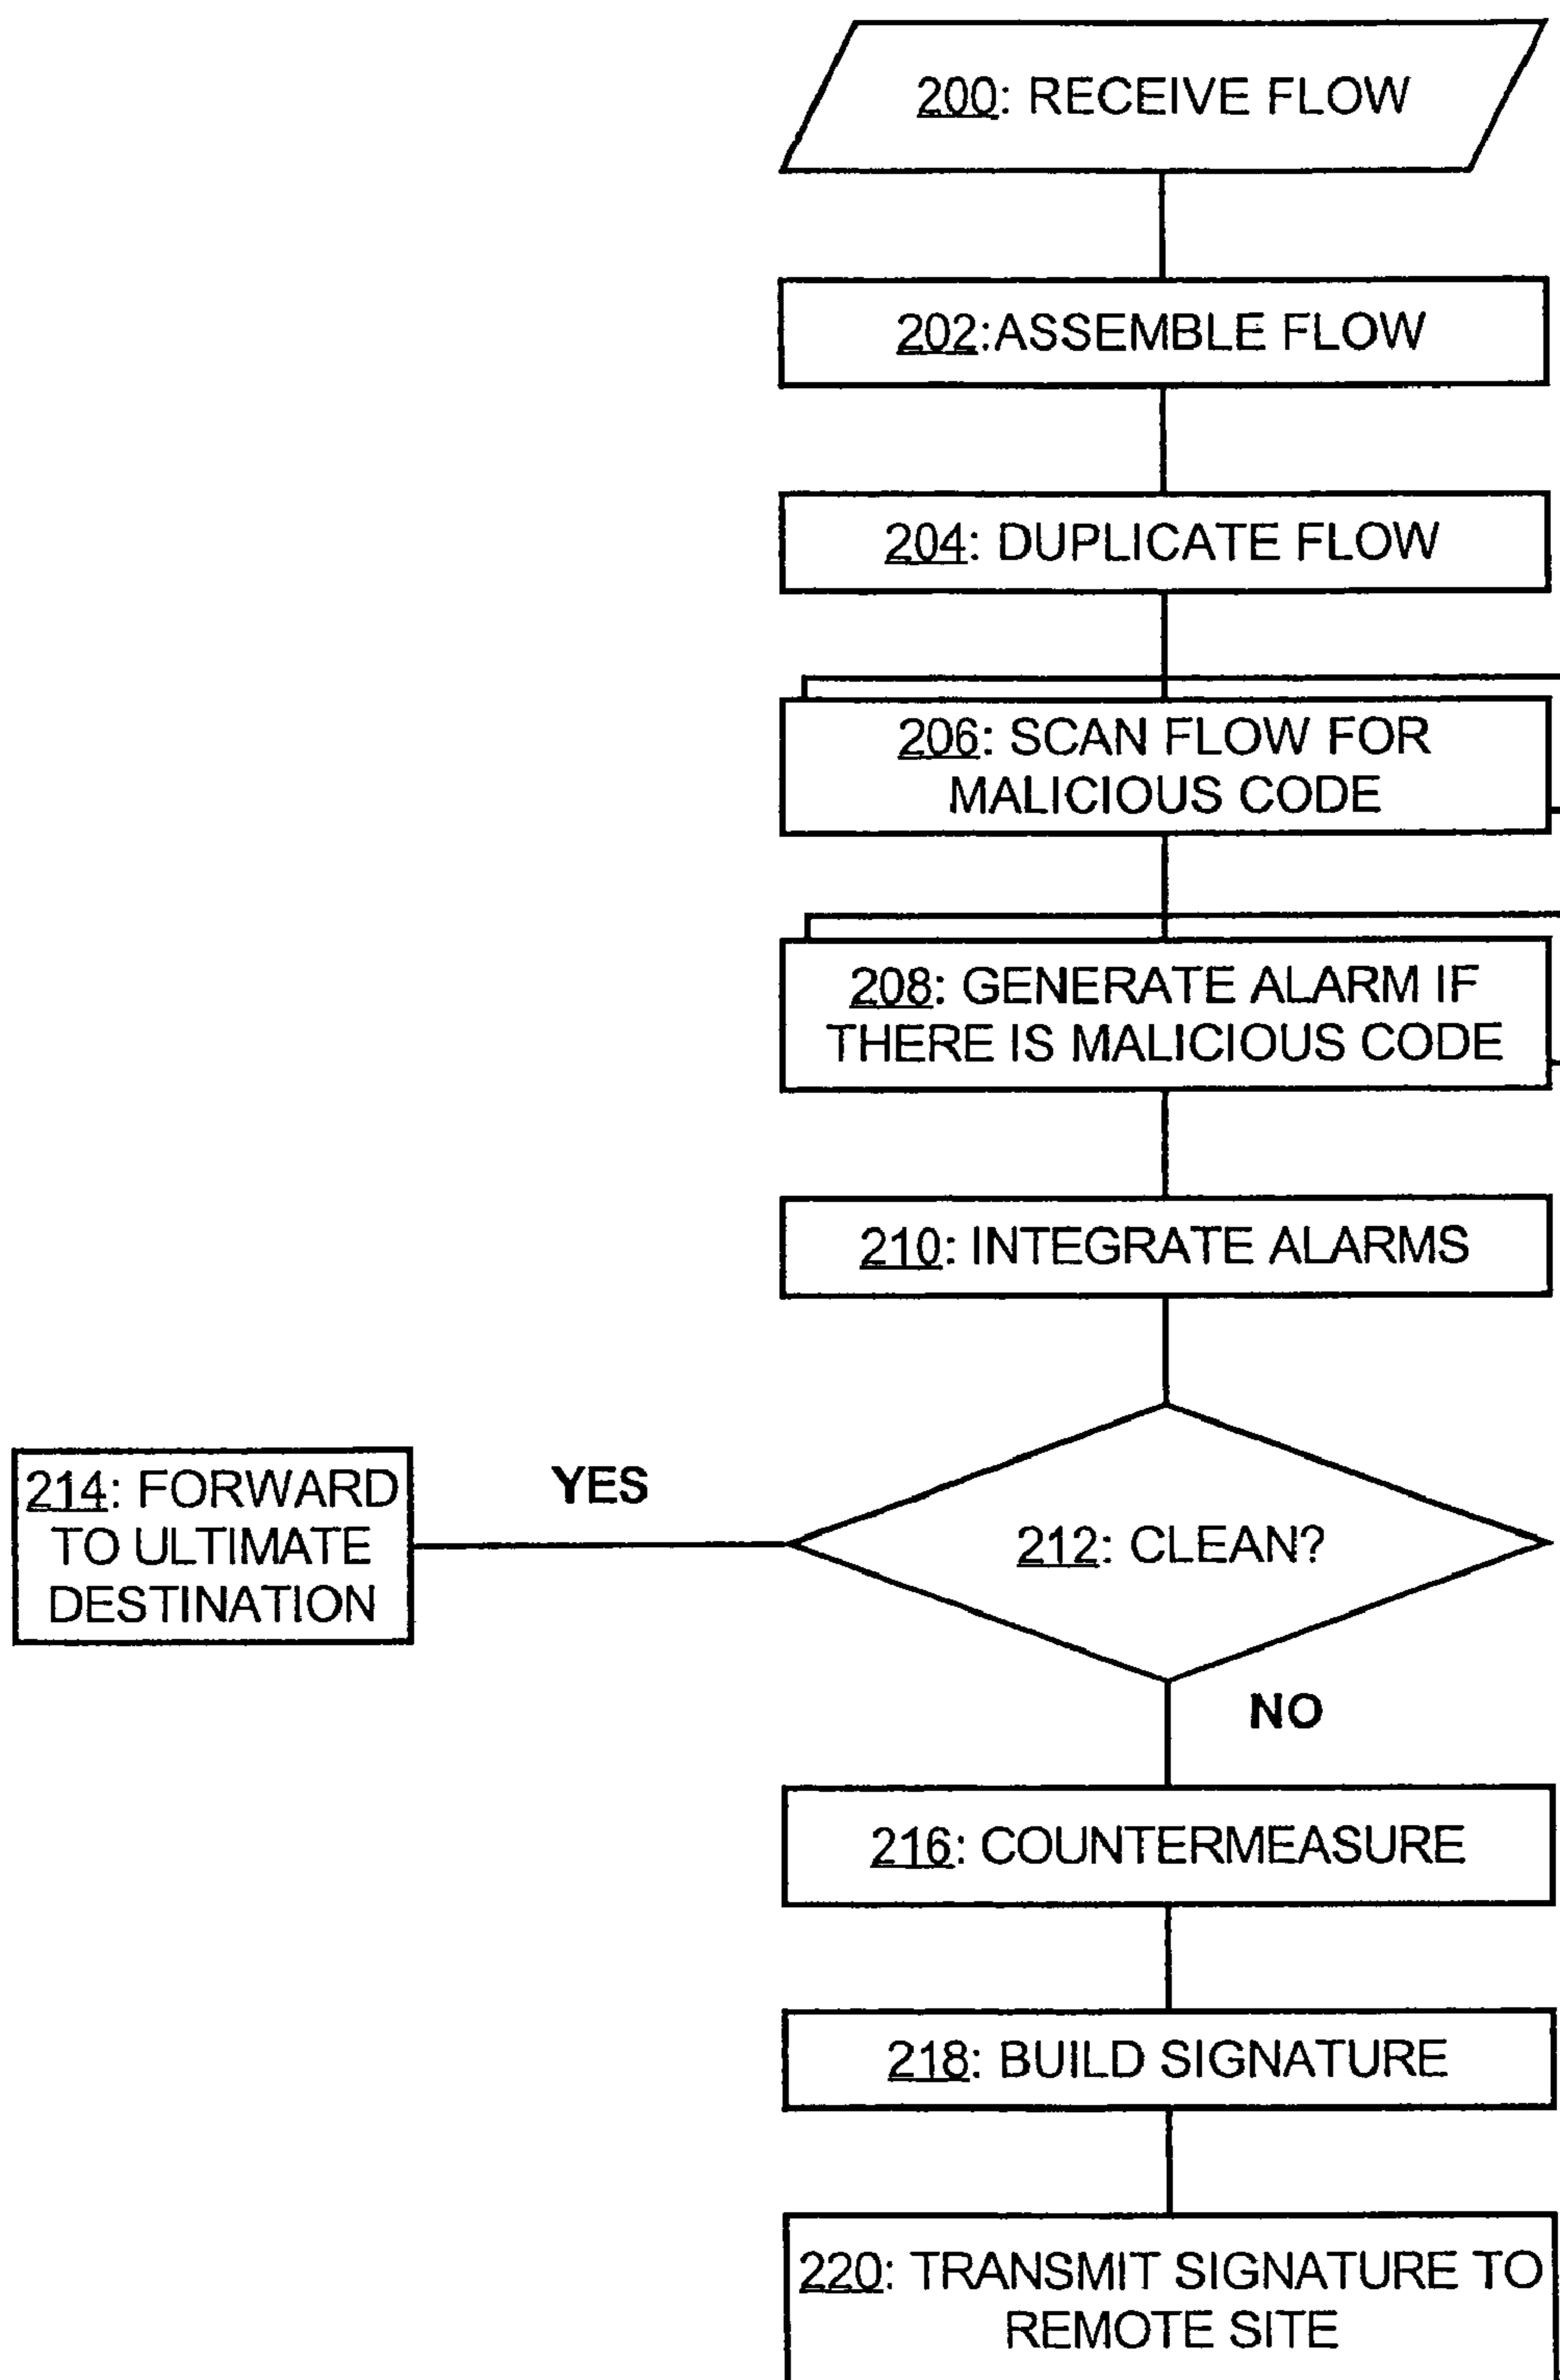 200: RECEIVE FLOW
202:ASSEMBLE FLOW
204: DUPLICATE FLOW
206: SCAN FLOW FOR
MALICIOUS CODE
208: GENERATE ALARM IF
THERE IS MALICIOUS CODE
210: INTEGRATE ALARMS
212: CLEAN?
YES
214: FORWARD
TO ULTIMATE
DESTINATION
NO
216: COUNTERMEASURE
218: BUILD SIGNATURE
220: TRANSMIT SIGNATURE TO
REMOTE SITE